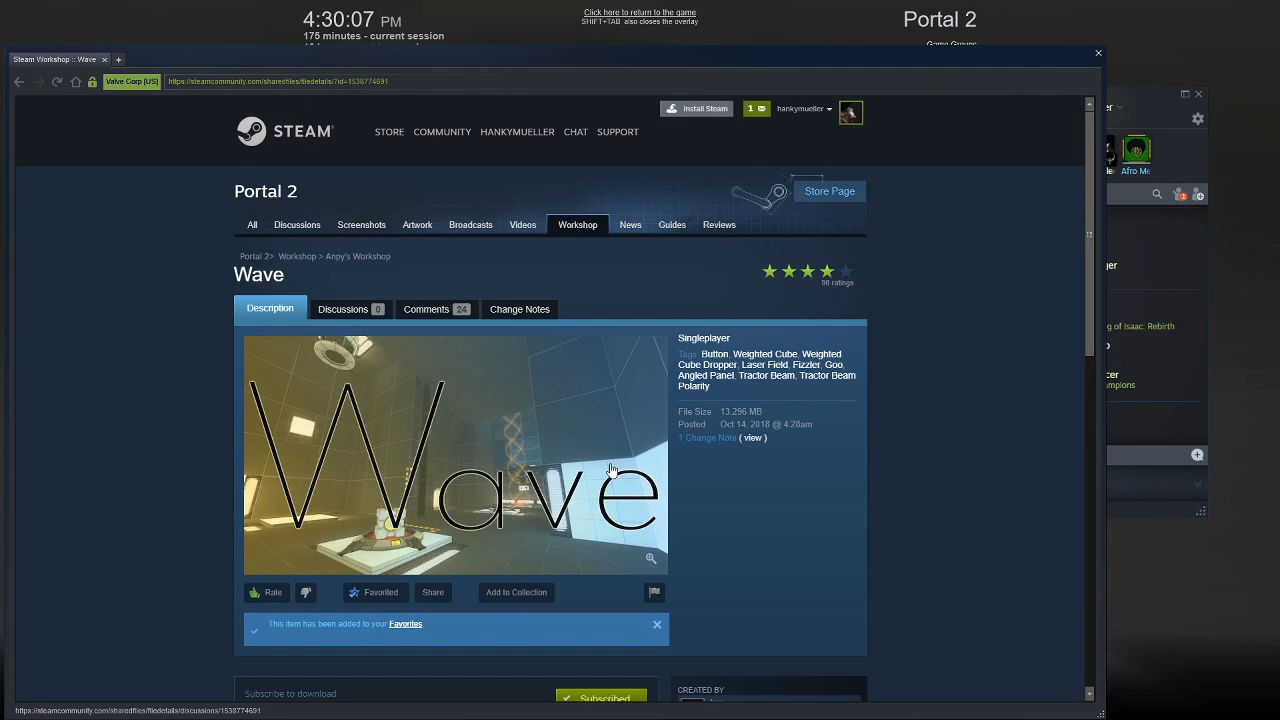 4:30:07 PM
175 minutes - current session
Click here to return to the game
SHIFT+TAB also closes the overlay
Portal 2
Game Groups
Steam Workshop :: Wave
Valve Corp [US]
https://steamcommunity.com/sharedfiles/filedetails/?id=1538774691
Install Steam
1
hankymueller
STEAM
STORE COMMUNITY HANKYMUELLER CHAT SUPPORT
Portal 2
Store Page
All Discussions Screenshots Artwork Broadcasts Videos Workshop News Guides Reviews
Portal 2> Workshop > Anpy's Workshop
Wave
90 ratings
Description Discussions 0 Comments 24 Change Notes
Wave
Singleplayer
Tags: Button, Weighted Cube, Weighted
Cube Dropper, Laser Field, Fizzler, Goo,
Angled Panel, Tractor Beam, Tractor Beam
Polarity
File Size 13.296 MB
Posted Oct 14, 2018 @ 4:28am
1 Change Note ( view )
Rate
Favorited
Share
Add to Collection
This item has been added to your Favorites.
Subscribe to download
Subscribed
CREATED BY
https://steamcommunity.com/sharedfiles/filedetails/discussions/1538774691
Afro Me
ng of Isaac: Rebirth